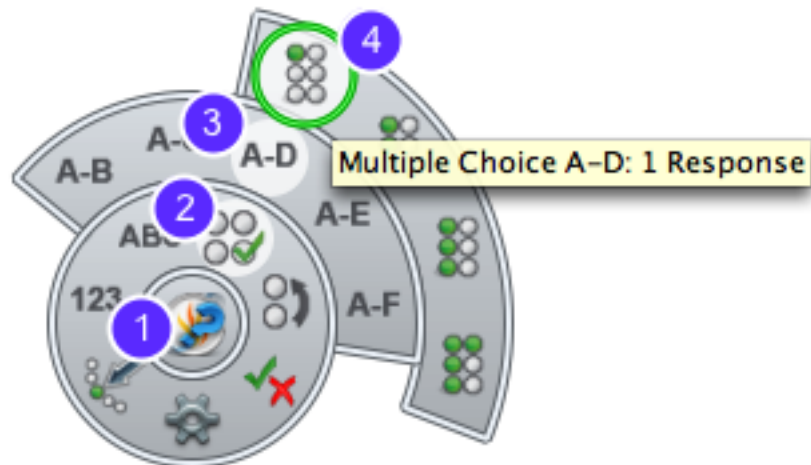 4
3
A-D
A-B
Multiple Choice A-D: 1 Response
2
A-E
ABC
123
A-F
1